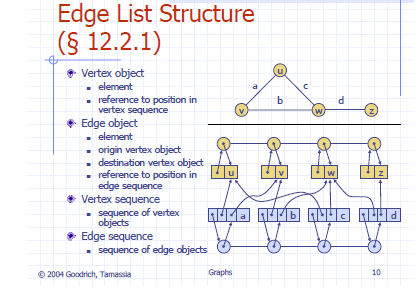 Edge List Structure
(§ 12.2.1)
Vertex object
element
reference to position in
vertex sequence
Edge object
element
origin vertex object
destination vertex object
reference to position in
edge sequence
Vertex sequence
sequence of vertex
objects
Edge sequence
sequence of edge objects
u
a c
b d
v w z
u v w z
a b c d
© 2004 Goodrich, Tamassia
Graphs
10